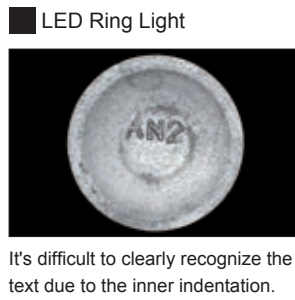 LED Ring Light
AN2
It's difficult to clearly recognize the
text due to the inner indentation.